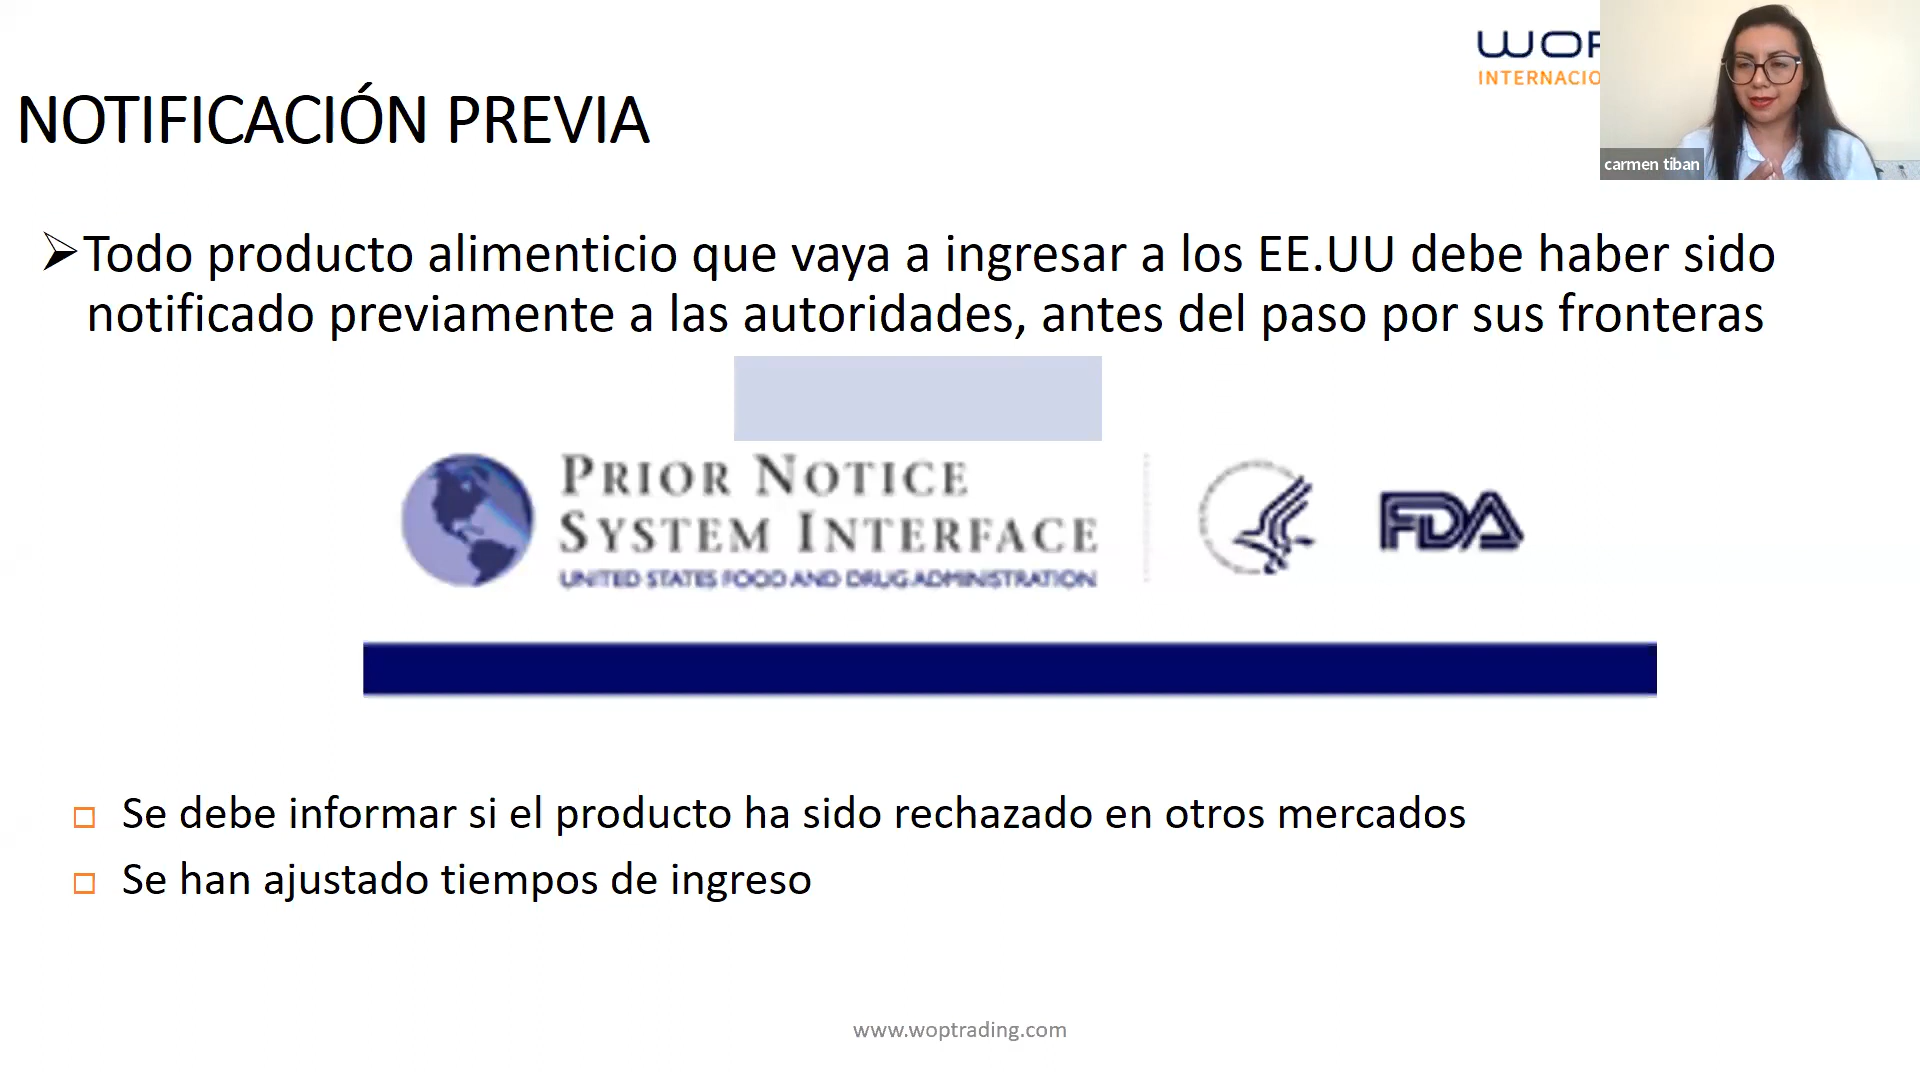 WOP
INTERNACIO
carmen tiban
NOTIFICACIÓN PREVIA
Todo producto alimenticio que vaya a ingresar a los EE.UU debe haber sido
notificado previamente a las autoridades, antes del paso por sus fronteras
PRIOR NOTICE
SYSTEM INTERFACE
UNITED STATES FOOD AND DRUG ADMINISTRATION
FDA
Se debe informar si el producto ha sido rechazado en otros mercados
Se han ajustado tiempos de ingreso
www.woptrading.com